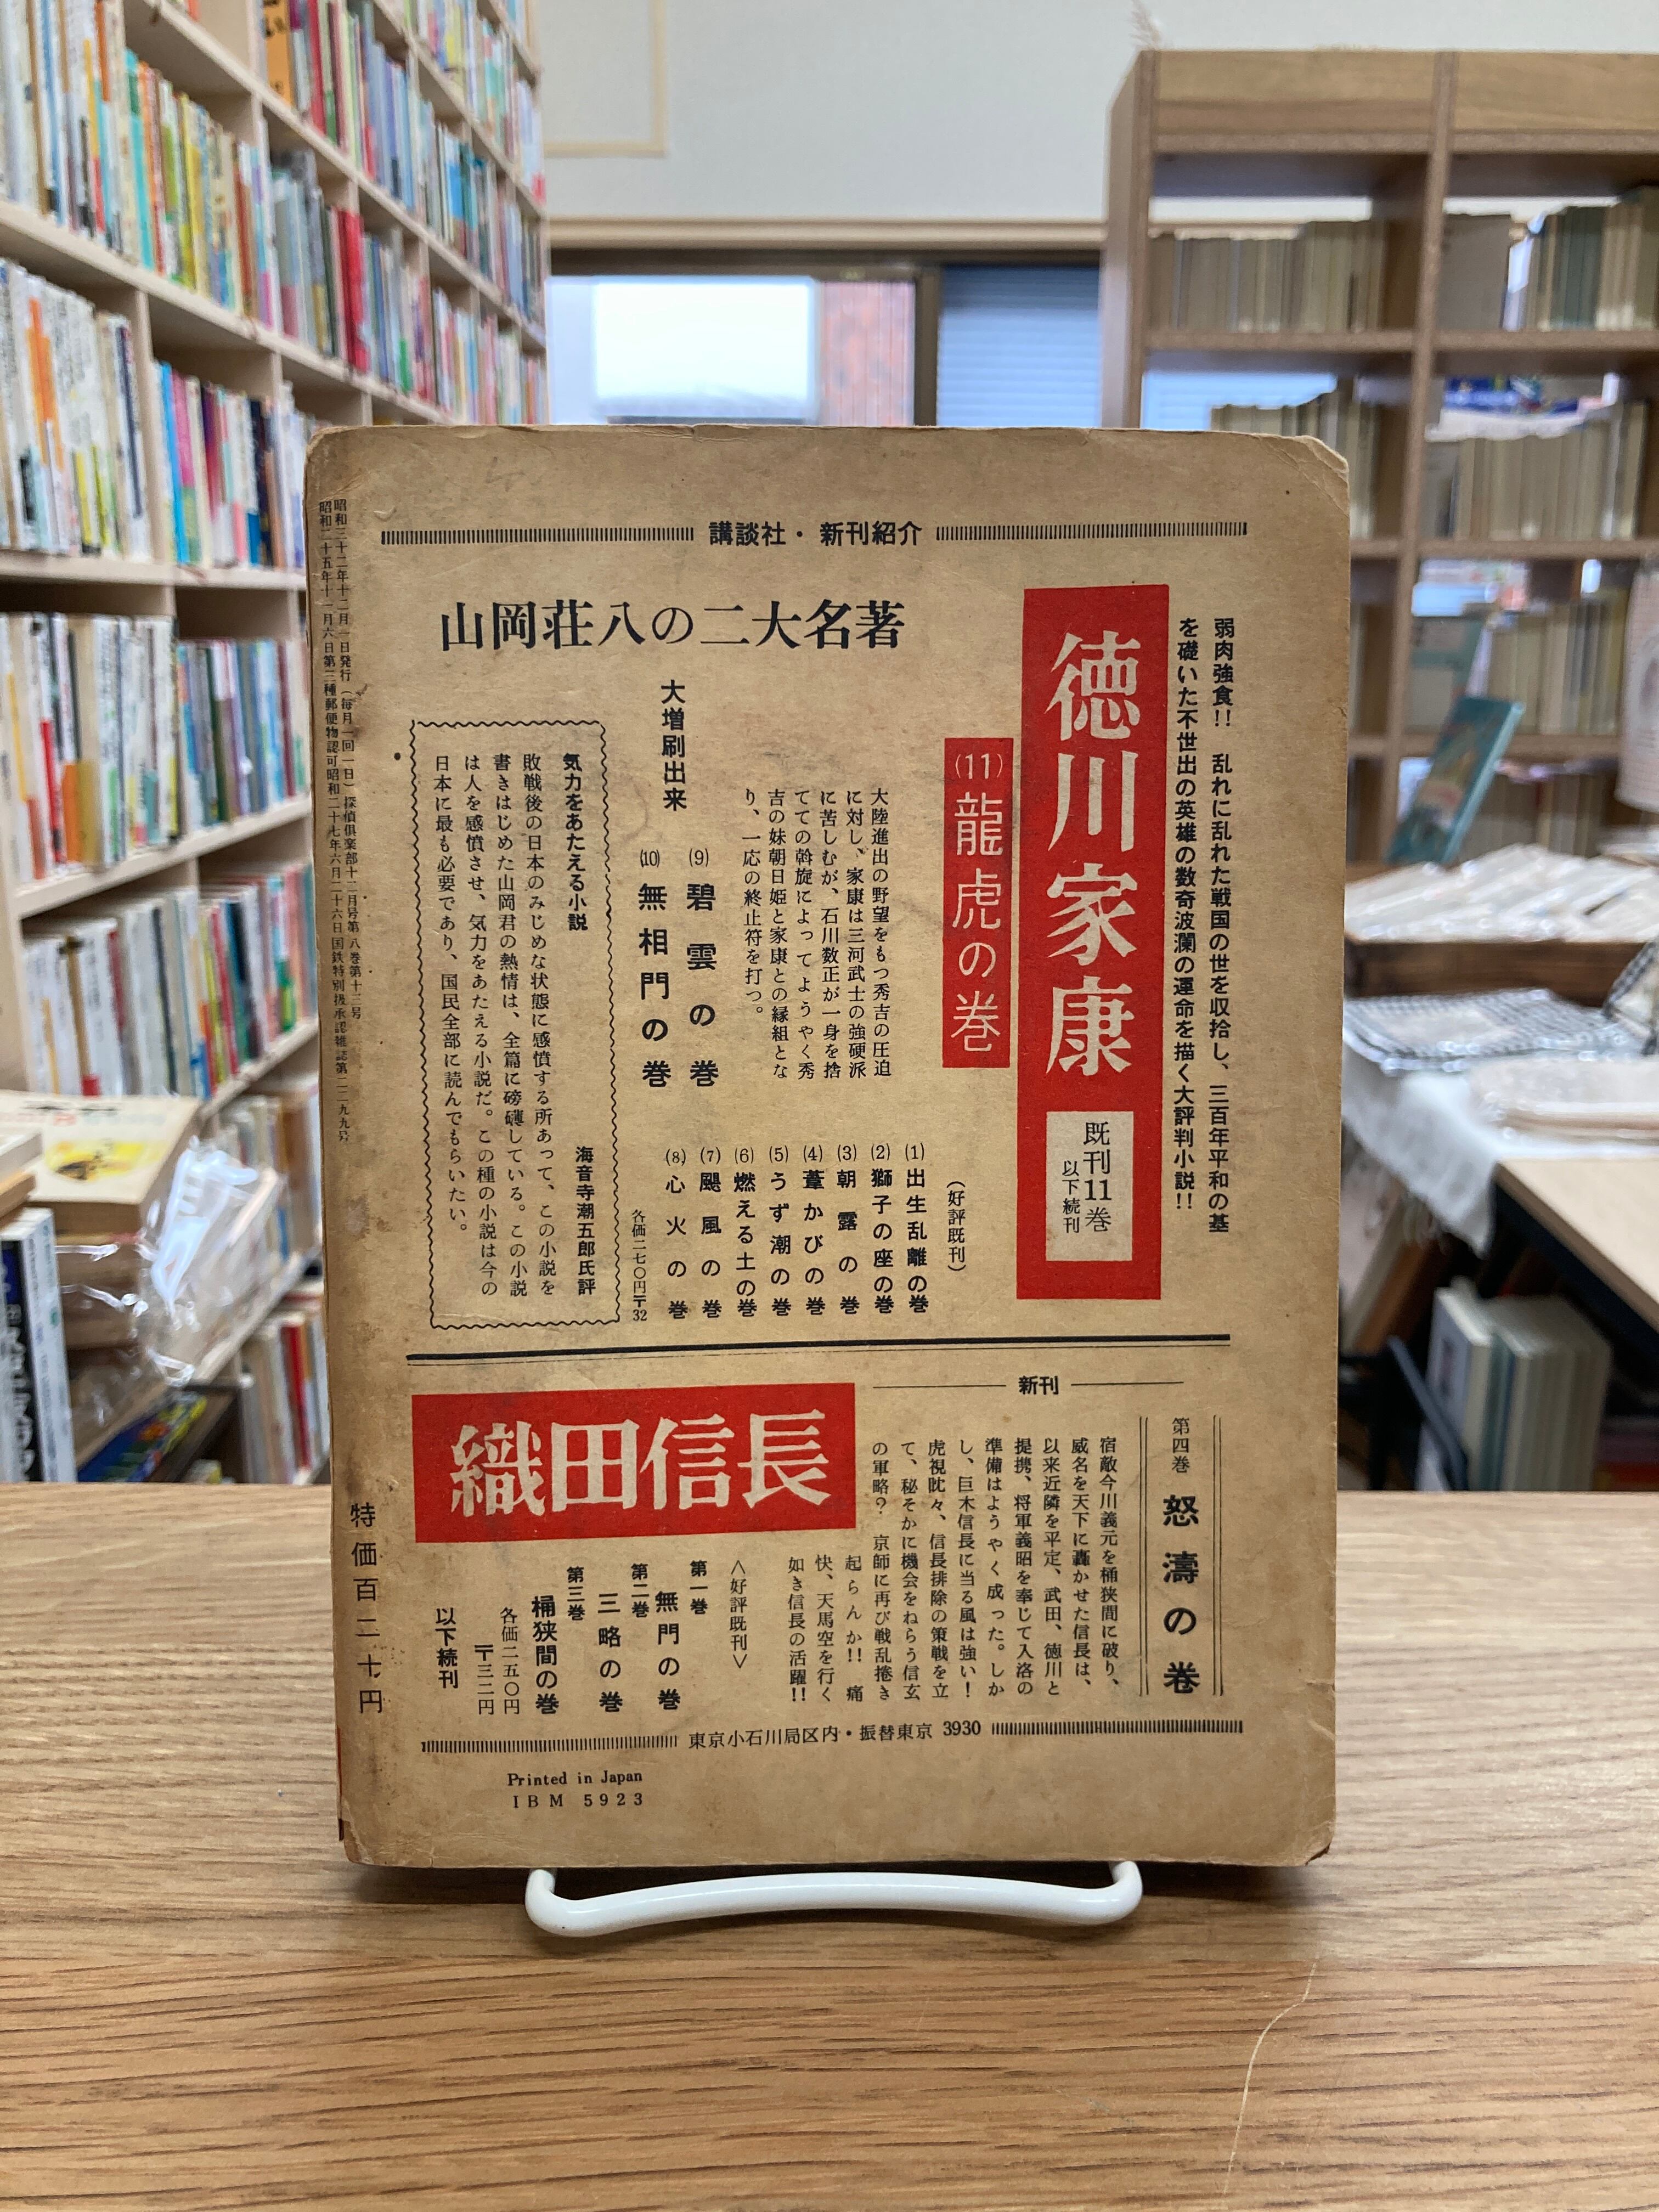 講談社・新刊紹介
弱肉強食!! 乱れに乱れた戦国の世を収拾し、三百年平和の基
を礎いた不世出の英雄の数奇波瀾の運命を描く大評判小説!!
徳川家康
既刊11巻
以下続刊
(11)龍虎の巻
山岡荘八の二大名著
大陸進出の野望をもつ秀吉の圧迫
に対し、家康は三河武士の強硬派
に苦しむが、石川数正が一身を捨
てての斡旋によってようやく秀
吉の妹朝日姫と家康との縁組とな
り、一応の終止符を打つ。
(好評既刊)
(1)出生乱離の巻
(2)獅子の座の巻
(3)朝露の巻
(4)葦かびの巻
(5)うず潮の巻
(6)燃える土の巻
(7)颶風の巻
(8)心火の巻
(9)碧雲の巻
(10)無相門の巻
大増刷出来
各価二七〇円〒32
気力をあたえる小説
海音寺潮五郎氏評
敗戦後の日本のみじめな状態に感憤する所あって、この小説を
書きはじめた山岡君の熱情は、全篇に磅礴している。この小説
は人を感憤させ、気力をあたえる小説だ。この種の小説は今の
日本に最も必要であり、国民全部に読んでもらいたい。
新刊
第四巻 怒濤の巻
宿敵今川義元を桶狭間に破り、
威名を天下に轟かせた信長は、
以来近隣を平定、武田、徳川と
提携、将軍義昭を奉じて入洛の
準備はようやく成った。しか
し、巨木信長に当る風は強い!
虎視眈々、信長排除の策戦を立
て、秘そかに機会をねらう信玄
の軍略? 京師に再び戦乱捲き
起らんか!! 痛
快、天馬空を行く
如き信長の活躍!!
織田信長
<好評既刊>
第一巻 無門の巻
第二巻 三略の巻
第三巻 桶狭間の巻
各価二五〇円
〒三二円
以下続刊
東京小石川局区内・振替東京 3930
Printed in Japan
IBM 5923
昭和三十二年十二月一日発行(毎月一回一日)探偵倶楽部十二月号第八巻第十三号
昭和二十五年十一月六日第三種郵便物認可昭和二十七年六月二十六日国鉄特別扱承認雑誌第二二九九号
特価百二十円